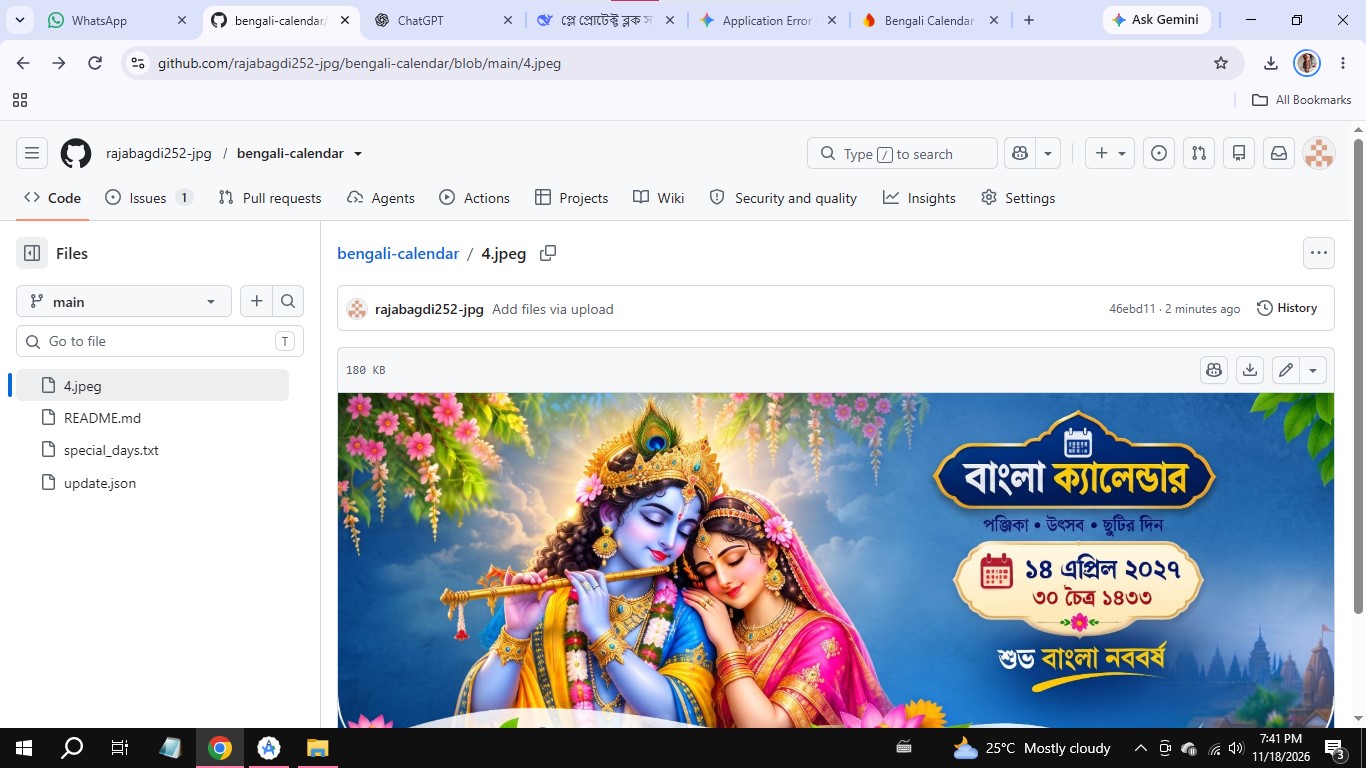 WhatsApp
bengali-calendar/
ChatGPT
প্লে প্রোটেক্ট ব্লক স
Application Error
Bengali Calendar
Ask Gemini
github.com/rajabagdi252-jpg/bengali-calendar/blob/main/4.jpeg
All Bookmarks
rajabagdi252-jpg / bengali-calendar
Type / to search
Code
Issues 1
Pull requests
Agents
Actions
Projects
Wiki
Security and quality
Insights
Settings
Files
bengali-calendar / 4.jpeg
main
rajabagdi252-jpg Add files via upload
46ebd11 · 2 minutes ago
History
Go to file
T
180 KB
4.jpeg
README.md
special_days.txt
update.json
বাংলা ক্যালেন্ডার
পঞ্জিকা • উৎসব • ছুটির দিন
১৪ এপ্রিল ২০২৭
৩০ চৈত্র ১৪৩৩
শুভ বাংলা নববর্ষ
25°C Mostly cloudy
7:41 PM
11/18/2026
3